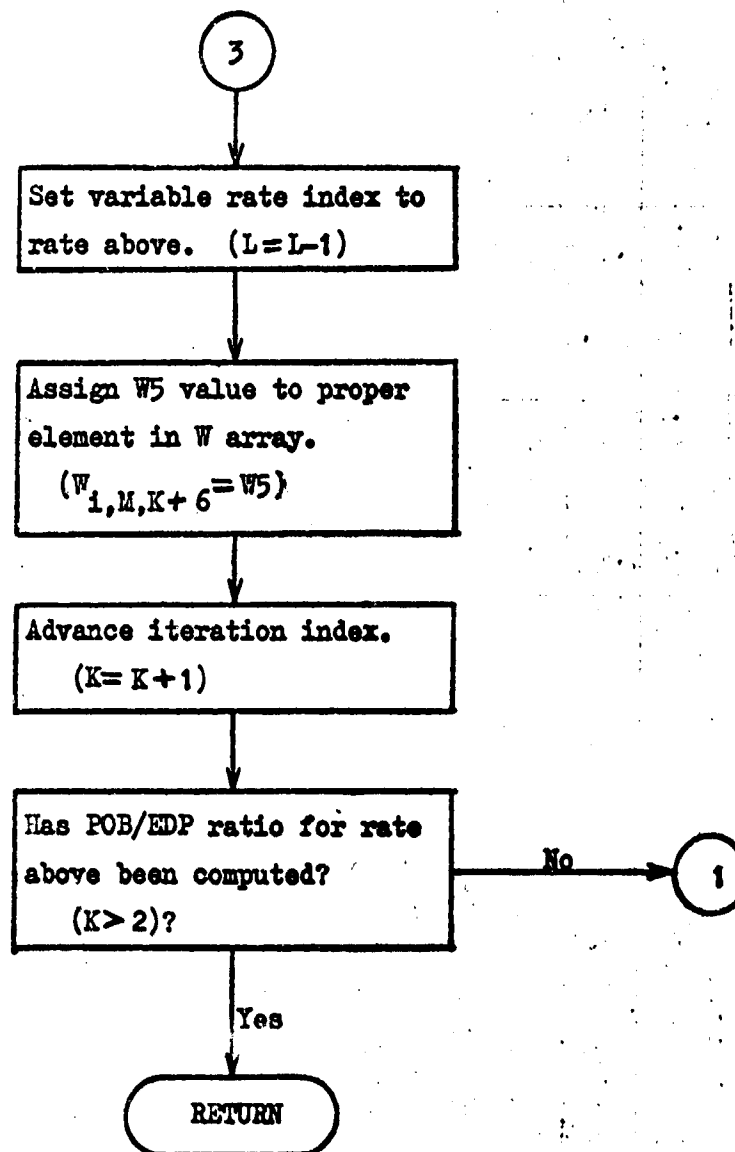 3
Set variable rate index to
rate above. (L=L-1)
Assign W5 value to proper
element in W array.
(W_{i,M,K+6}=W5)
Advance iteration index.
(K=K+1)
Has POB/EDP ratio for rate
above been computed?
(K>2)?
No
1
Yes
RETURN